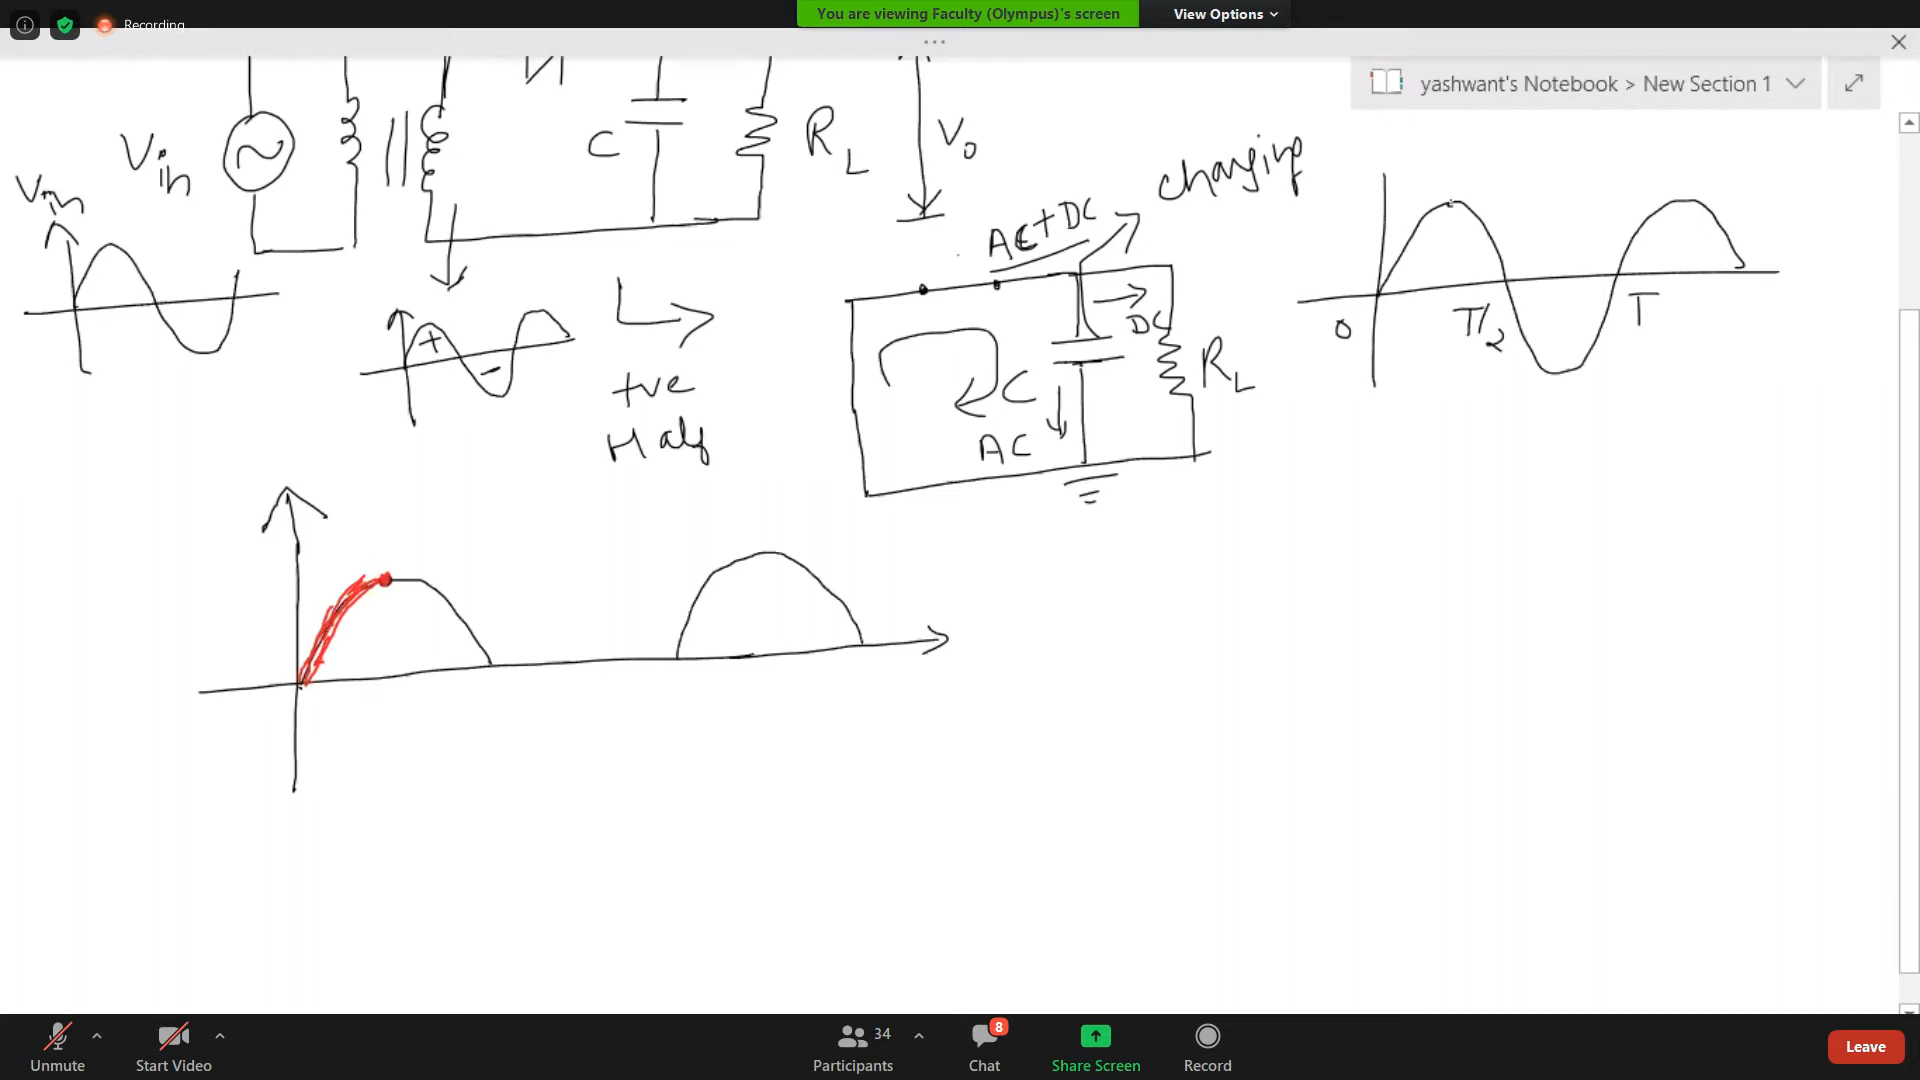 Recording
You are viewing Faculty (Olympus)'s screen
View Options
yashwant's Notebook > New Section 1
Vin
Vin
C
RL
Vo
changing
AC+DC
DC
C
AC
RL
+
-
+ve
Half
0
T/2
T
Unmute
Start Video
34
Participants
8
Chat
Share Screen
Record
Leave